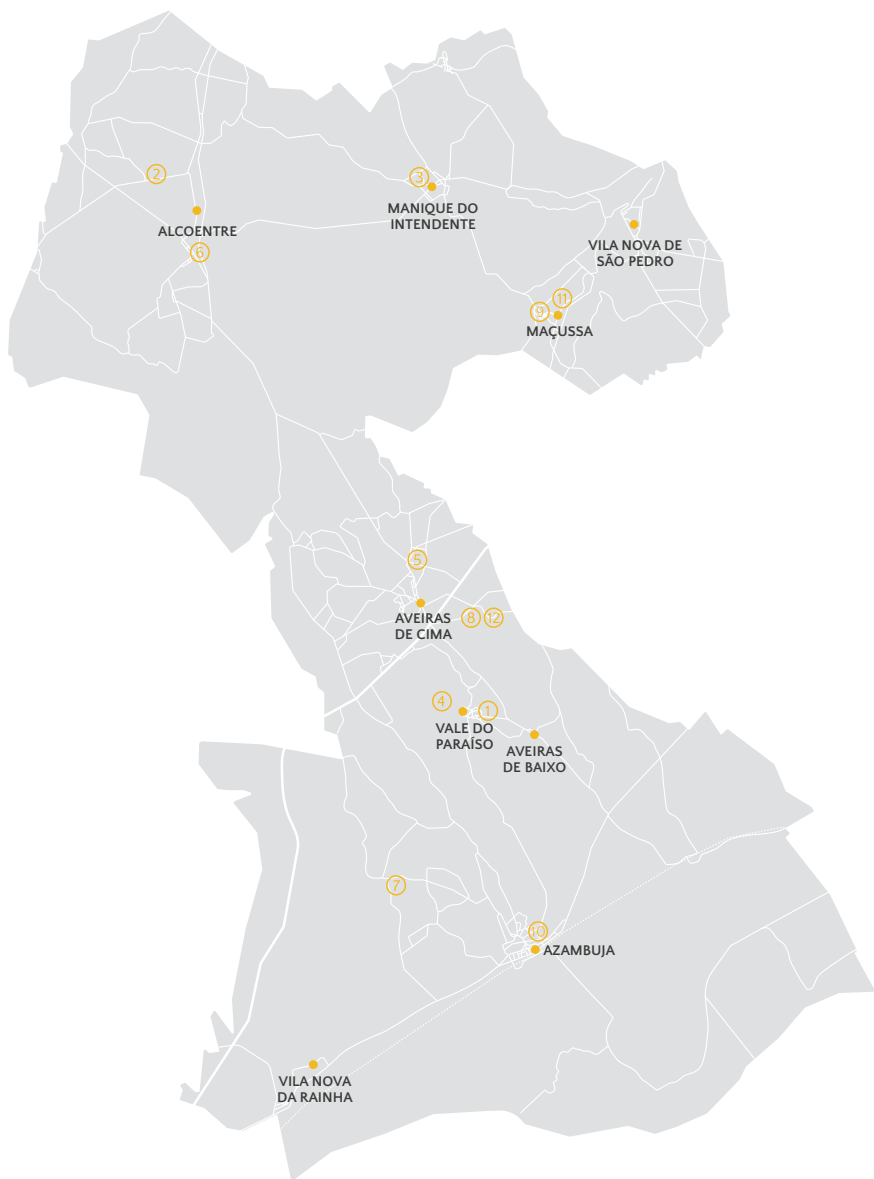 2
3
MANIQUE DO
INTENDENTE
ALCOENTRE
6
VILA NOVA DE
SÃO PEDRO
11
9
MAÇUSSA
5
AVEIRAS
DE CIMA
8
12
4
1
VALE DO
PARAÍSO
AVEIRAS
DE BAIXO
7
10
AZAMBUJA
VILA NOVA
DA RAINHA